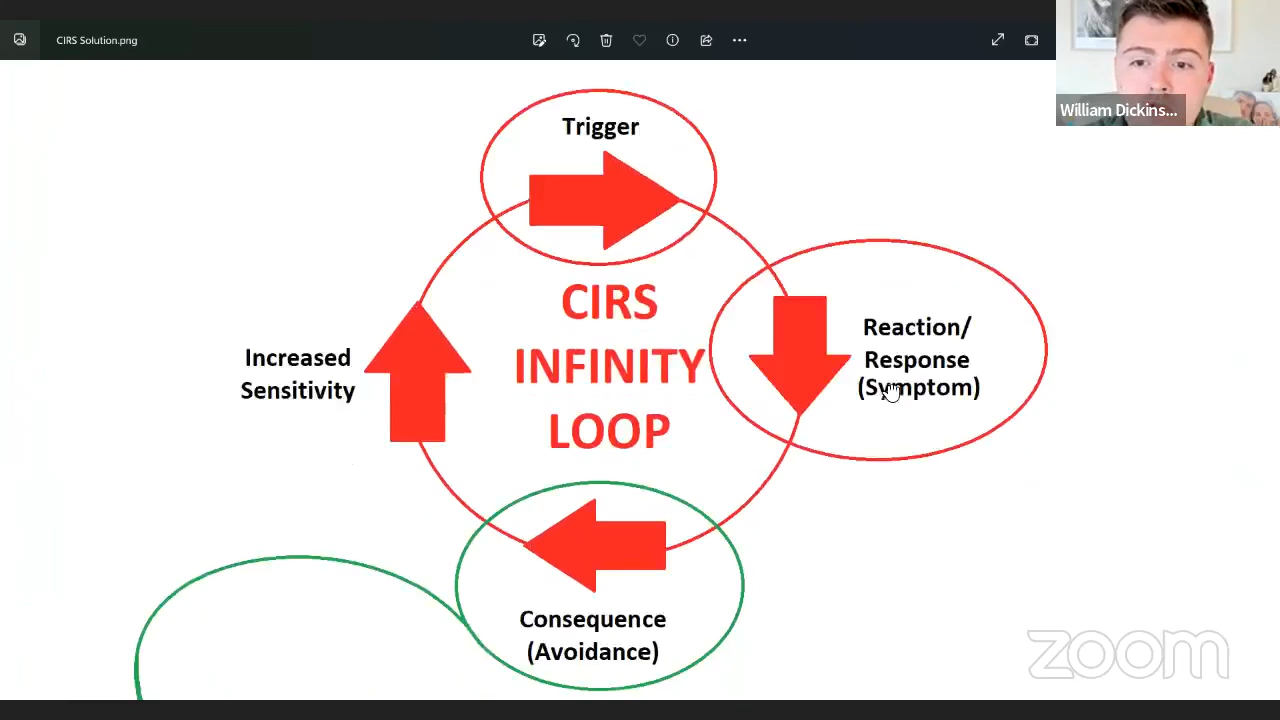 CIRS Solution.png
William Dickins...
Trigger
CIRS
INFINITY
LOOP
Reaction/
Response
(Symptom)
Increased
Sensitivity
Consequence
(Avoidance)
zoom